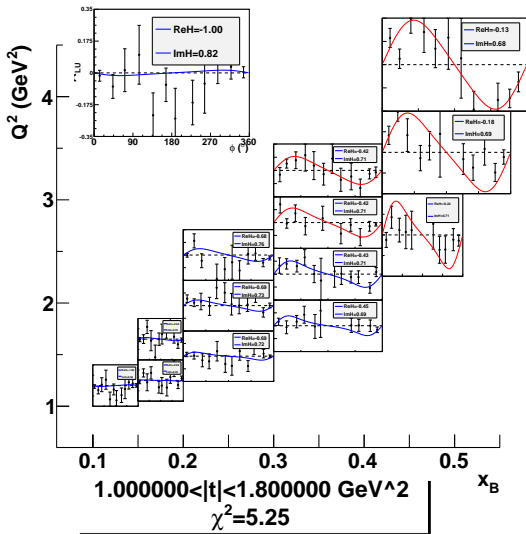 0.35
0.175
0
-0.175
-0.35
LU
ReH=-1.00
ImH=0.82
0 90 180 270 360
ϕ (°)
ReH=-0.13
ImH=0.68
ReH=-0.18
ImH=0.69
ReH=-0.42
ImH=0.71
ReH=-0.42
ImH=0.71
ImH=0.71
ReH=-0.43
ImH=0.71
ReH=-0.45
ImH=0.69
ReH=-0.68
ImH=0.76
ReH=-0.69
ImH=0.73
ReH=-0.69
ImH=0.72
Q² (GeV²)
4
3
2
1
0.1 0.2 0.3 0.4 0.5
x_B
1.000000<|t|<1.800000 GeV^2
χ²=5.25